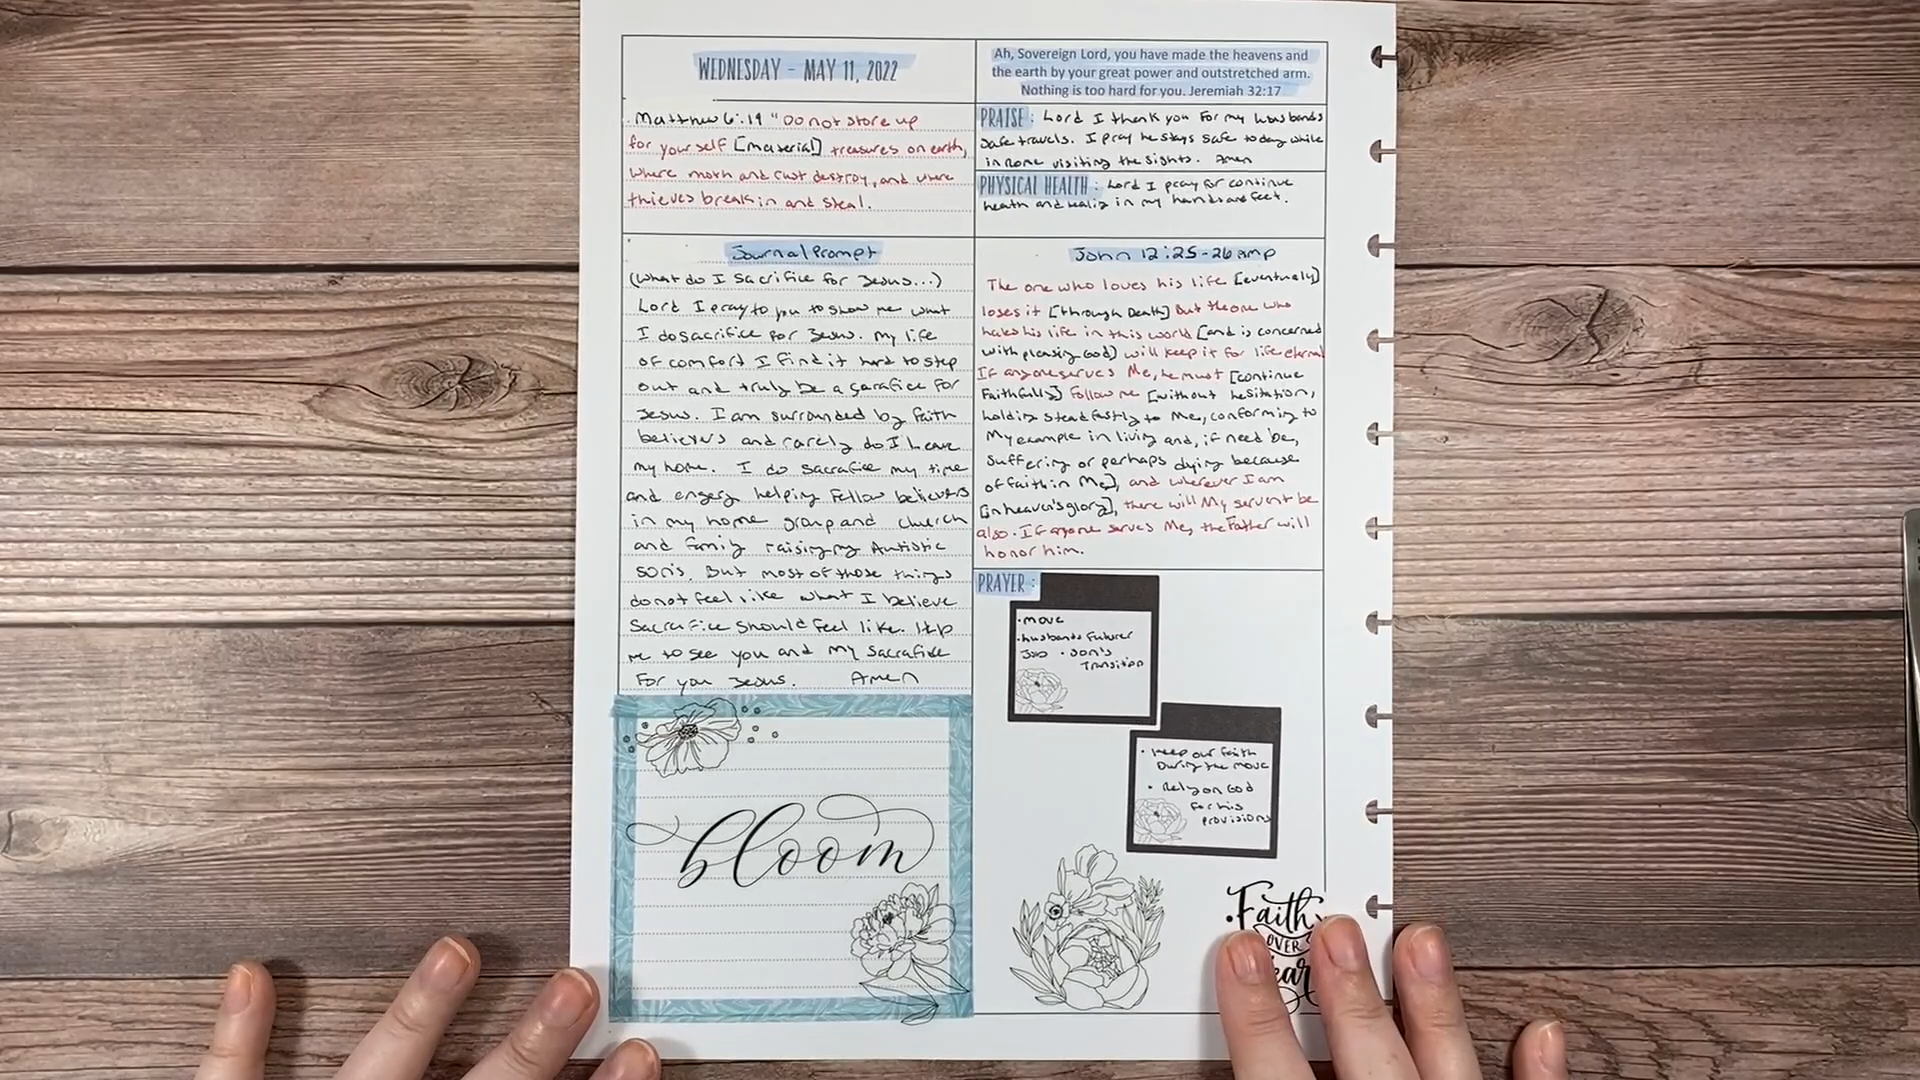 WEDNESDAY - MAY 11, 2022
Matthew 6:19 "Do not store up
for your self [material] treasures on earth,
where moth and rust destroy, and where
thieves break in and steal.
Journal Prompt
(What do I sacrifice for Jesus...)
Lord I pray to you to show me what
I do sacrifice for Jesus. My life
of comfort I find it hard to step
out and truly be a sacrafice for
Jesus. I am surrounded by faith
believers and rarely do I leave
my home. I do sacrafice my time
and engery helping fellow believers
in my home group and church
and family raising my Autistic
sons. But most of those things
do not feel like what I believe
Sacrafice should feel like. Help
me to see you and my sacrafice
for you Jesus. Amen
bloom
Ah, Sovereign Lord, you have made the heavens and
the earth by your great power and outstretched arm.
Nothing is too hard for you. Jeremiah 32:17
PRAISE: Lord I thank you for my husbands
safe travels. I pray he stays safe today while
in Rome visiting the sights. Amen
PHYSICAL HEALTH: Lord I pray for continue
heath and healing in my hands and feet.
John 12:25-26 amp
The one who loves his life [eventually]
loses it [through Death] But the one who
hates his life in this world [and is concerned
with pleasing God) will keep it for life eternal
If anyone serves Me, he must [continue
Faithfully] follow me [without hesitation,
holding steadfastly to Me, conforming to
My example in living and, if need be,
suffering or perhaps dying because
of faith in Me], and wherever I am
[in heaven's glory], there will My servant be
also. If anyone serves Me, the Father will
honor him.
PRAYER:
• move
• husbands Futurer
Job • son's
Transition
• Keep our faith
During the move
• Rely on God
for his
provisions
Faith
OVER